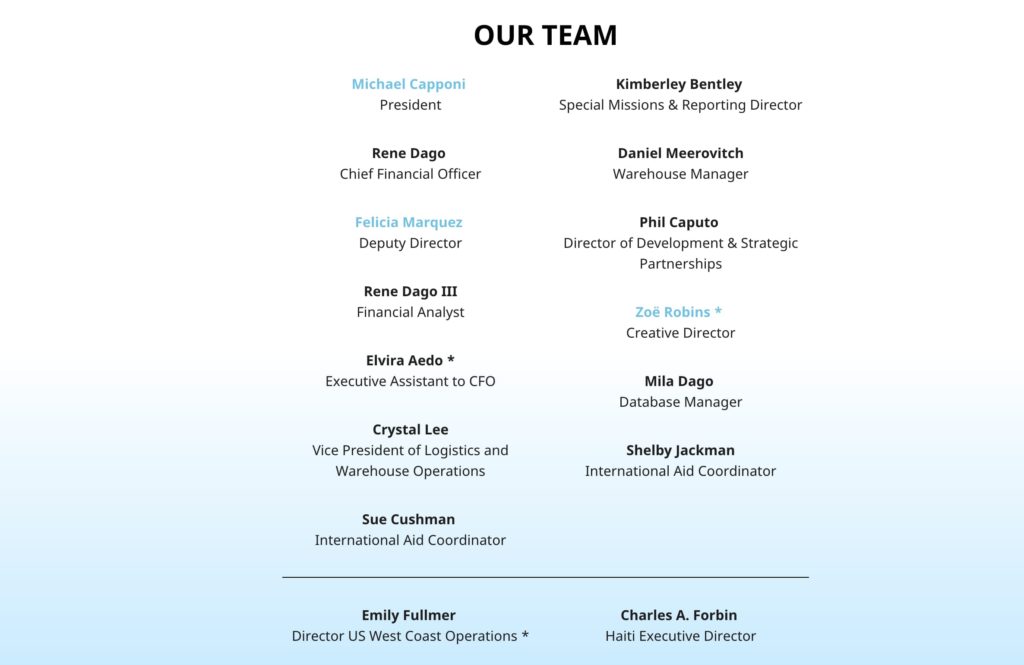 OUR TEAM
Michael Capponi
President
Rene Dago
Chief Financial Officer
Felicia Marquez
Deputy Director
Rene Dago III
Financial Analyst
Elvira Aedo *
Executive Assistant to CFO
Crystal Lee
Vice President of Logistics and
Warehouse Operations
Sue Cushman
International Aid Coordinator
Kimberley Bentley
Special Missions & Reporting Director
Daniel Meerovitch
Warehouse Manager
Phil Caputo
Director of Development & Strategic
Partnerships
Zoë Robins *
Creative Director
Mila Dago
Database Manager
Shelby Jackman
International Aid Coordinator
Emily Fullmer
Director US West Coast Operations *
Charles A. Forbin
Haiti Executive Director